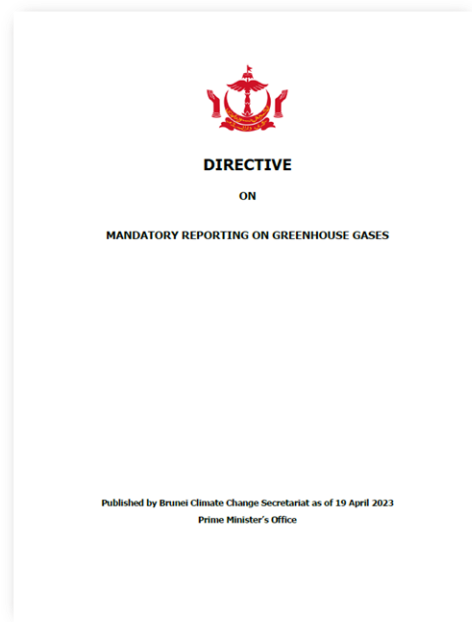 DIRECTIVE
ON
MANDATORY REPORTING ON GREENHOUSE GASES
Published by Brunei Climate Change Secretariat as of 19 April 2023
Prime Minister's Office